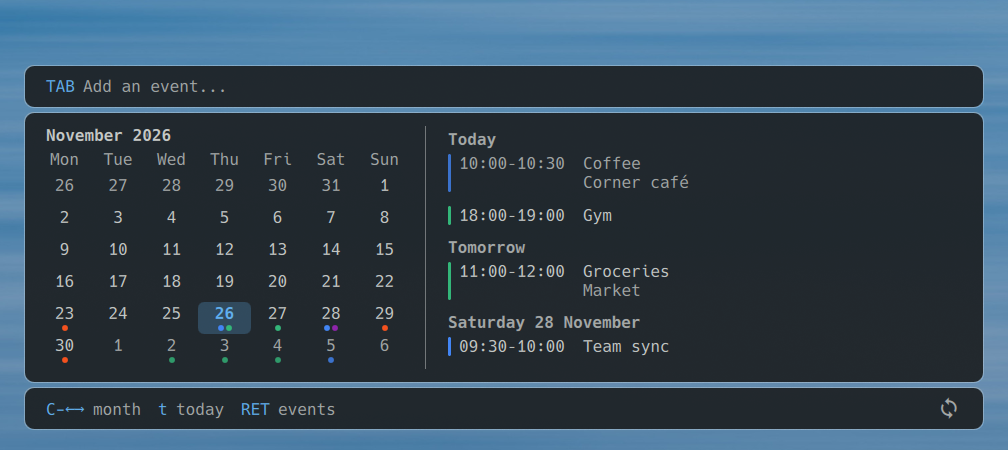 TAB Add an event...
November 2026
Mon Tue Wed Thu Fri Sat Sun
26 27 28 29 30 31 1
2 3 4 5 6 7 8
9 10 11 12 13 14 15
16 17 18 19 20 21 22
23 24 25 26 27 28 29
30 1 2 3 4 5 6
Today
10:00-10:30 Coffee
Corner café
18:00-19:00 Gym
Tomorrow
11:00-12:00 Groceries
Market
Saturday 28 November
09:30-10:00 Team sync
C-←→ month t today RET events